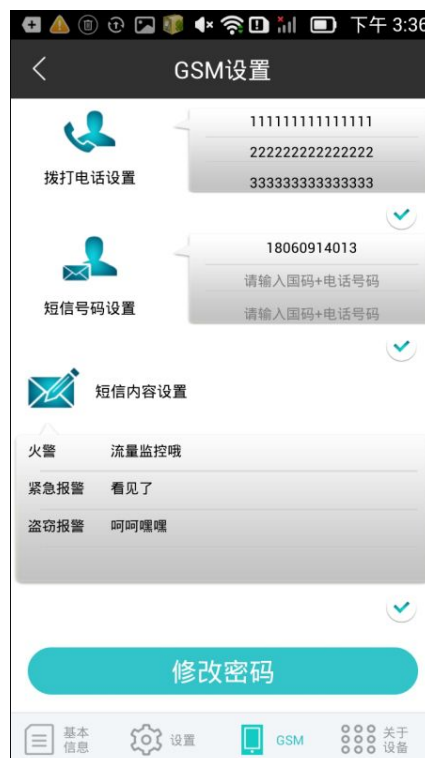 下午 3:36
GSM设置
111111111111111
222222222222222
拨打电话设置
333333333333333
18060914013
请输入国码+电话号码
短信号码设置
请输入国码+电话号码
短信内容设置
火警 流量监控哦
紧急报警 看见了
盗窃报警 呵呵嘿嘿
修改密码
基本
信息
设置
GSM
关于
设备